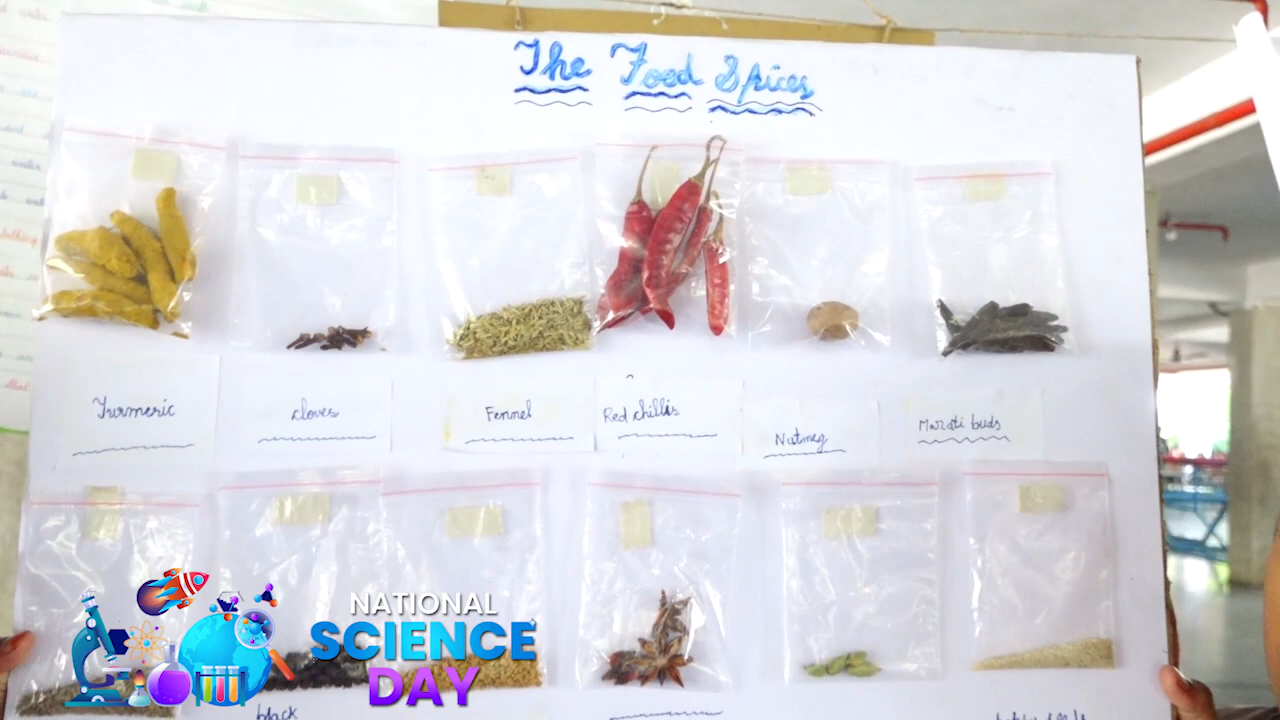 The Food Spices
Turmeric
cloves
Fennel
Red chillis
Nutmeg
Marati buds
NATIONAL
SCIENCE
DAY
black